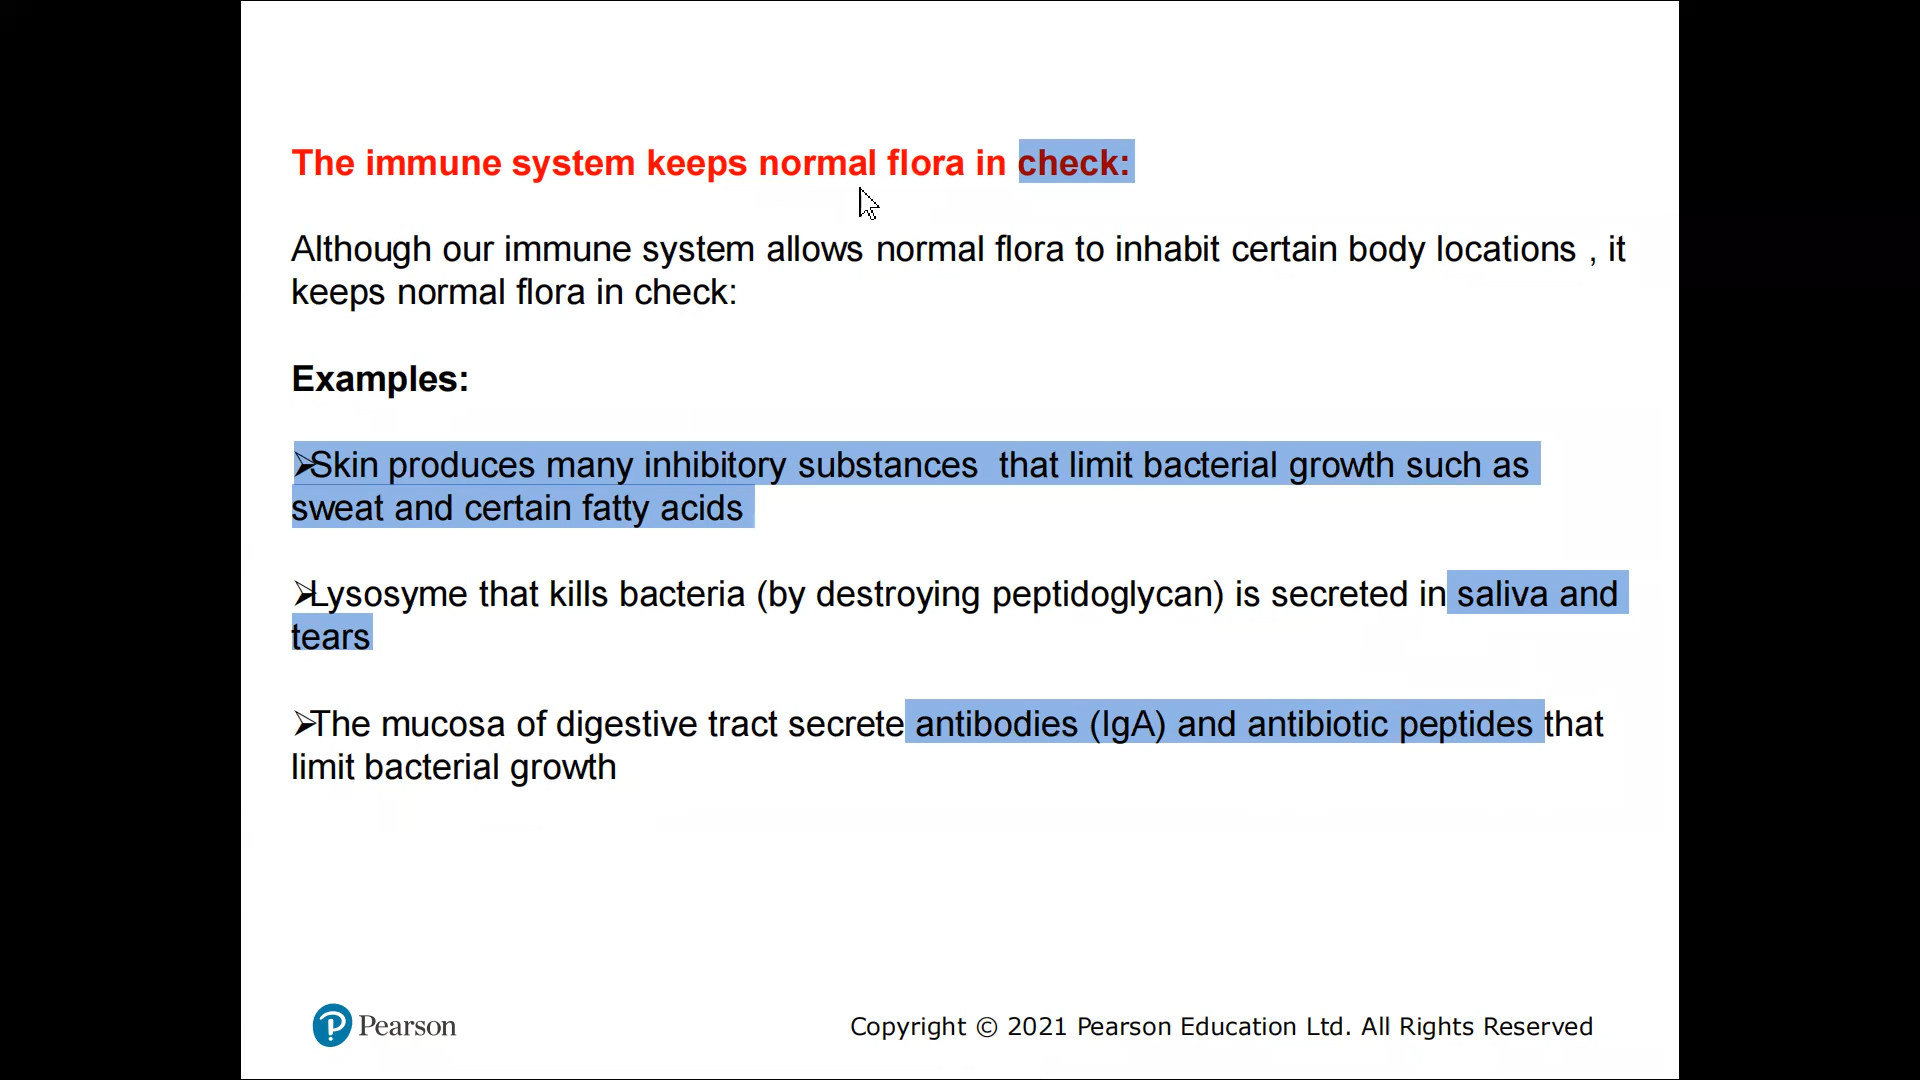 The immune system keeps normal flora in check:
Although our immune system allows normal flora to inhabit certain body locations , it
keeps normal flora in check:
Examples:
➢Skin produces many inhibitory substances  that limit bacterial growth such as
sweat and certain fatty acids
➢Lysosyme that kills bacteria (by destroying peptidoglycan) is secreted in saliva and
tears
➢The mucosa of digestive tract secrete antibodies (IgA) and antibiotic peptides that
limit bacterial growth
Pearson
Copyright © 2021 Pearson Education Ltd. All Rights Reserved